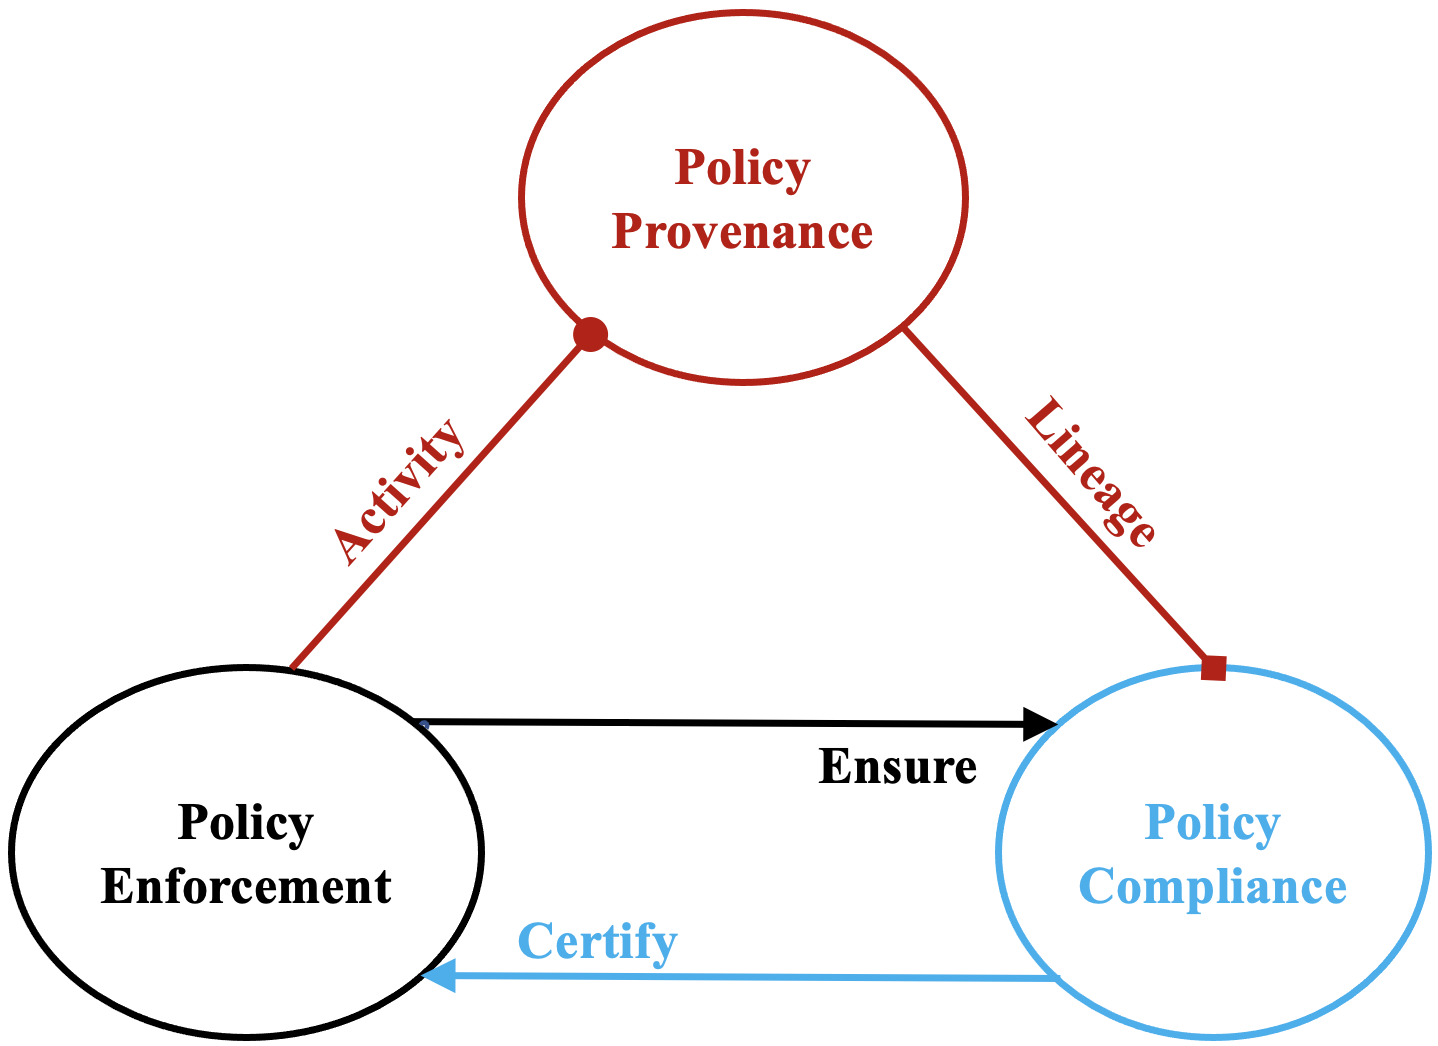 Policy
Provenance
Activity
Lineage
Ensure
Policy
Enforcement
Policy
Compliance
Certify